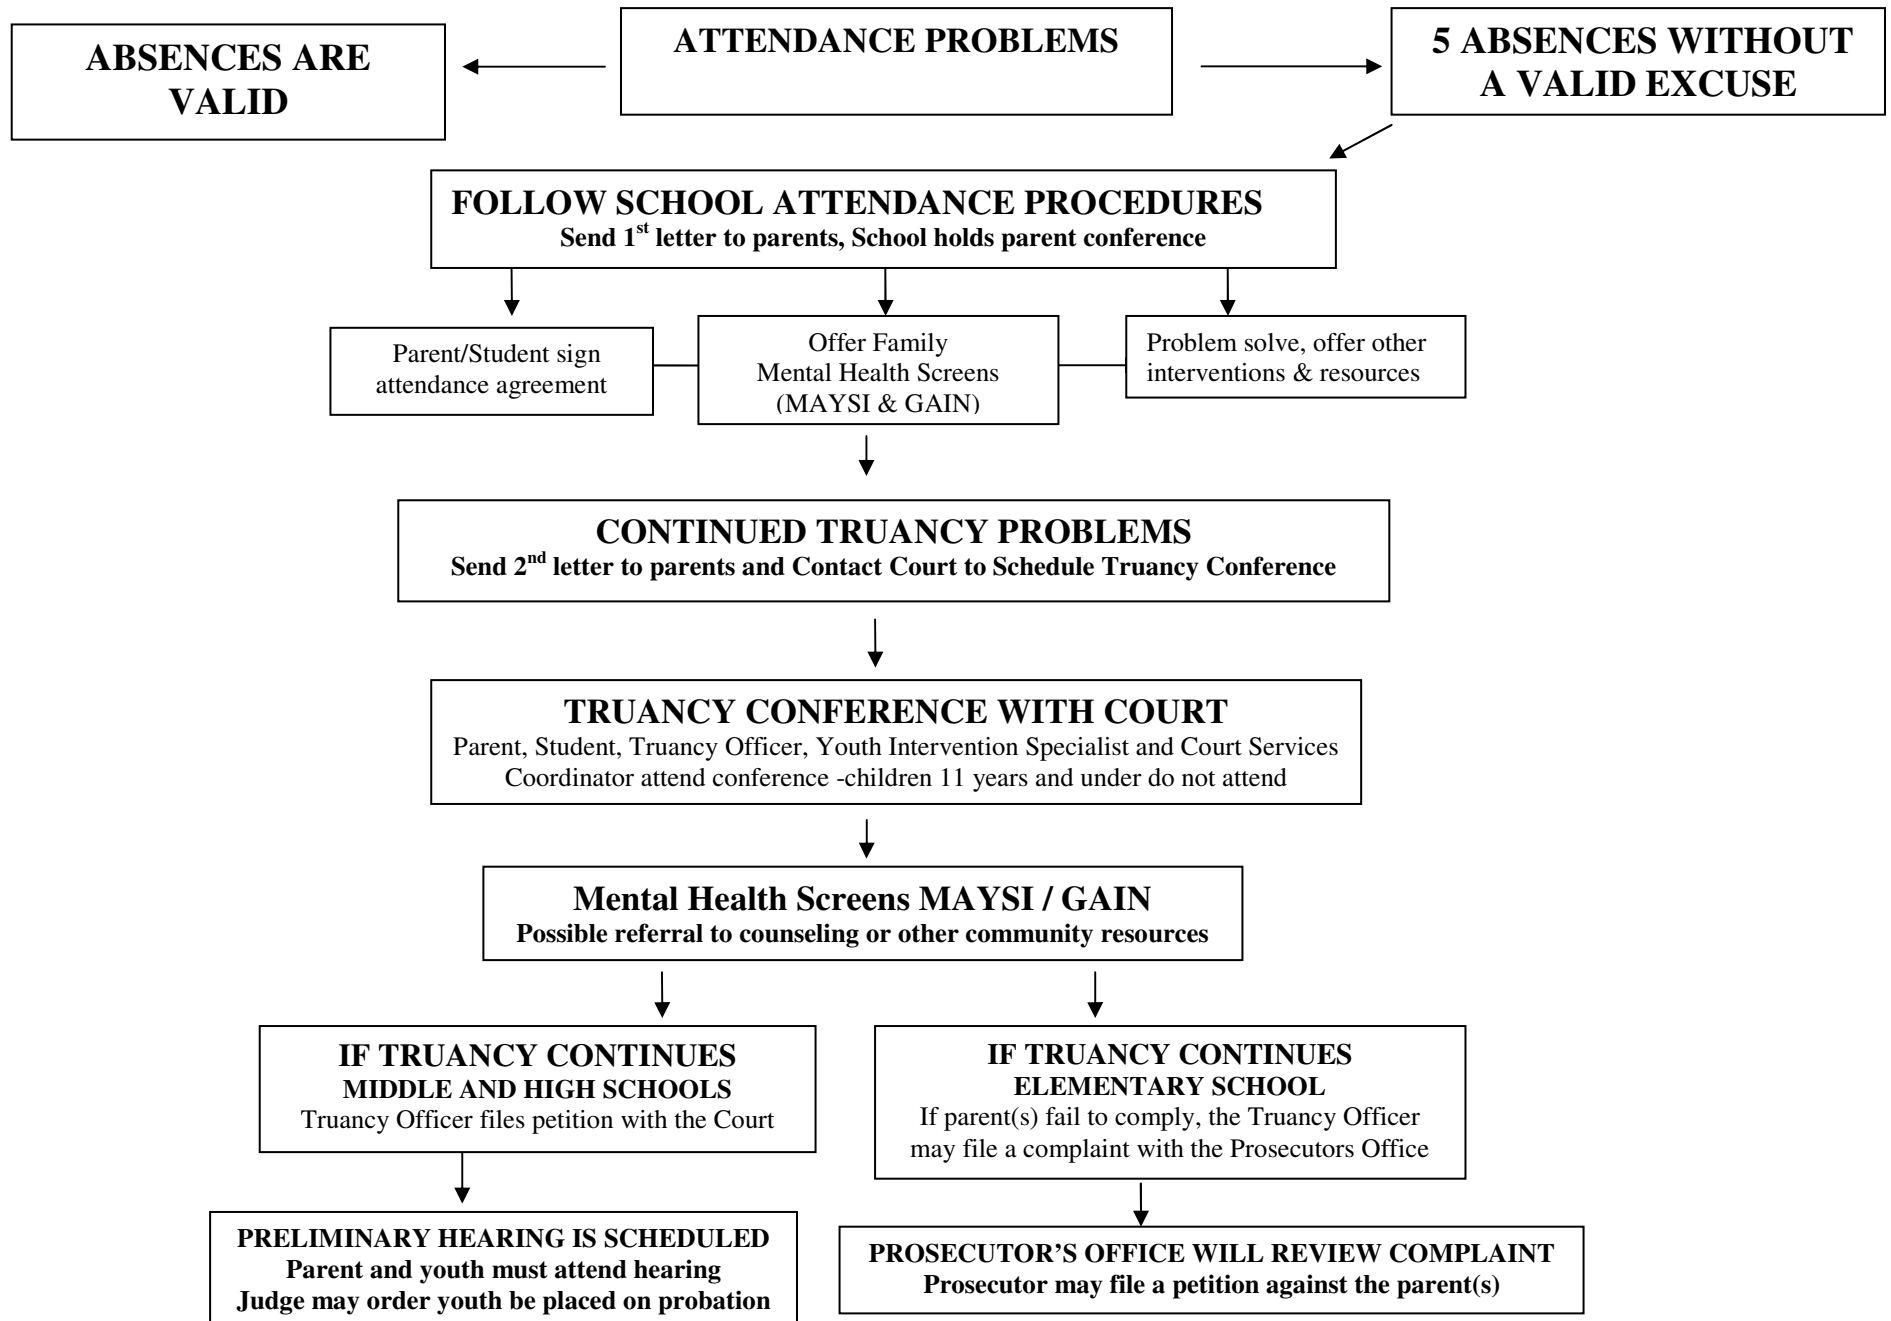 ABSENCES ARE
VALID
ATTENDANCE PROBLEMS
5 ABSENCES WITHOUT
A VALID EXCUSE
FOLLOW SCHOOL ATTENDANCE PROCEDURES
Send 1st letter to parents, School holds parent conference
Parent/Student sign
attendance agreement
Offer Family
Mental Health Screens
(MAYSI & GAIN)
Problem solve, offer other
interventions & resources
CONTINUED TRUANCY PROBLEMS
Send 2nd letter to parents and Contact Court to Schedule Truancy Conference
TRUANCY CONFERENCE WITH COURT
Parent, Student, Truancy Officer, Youth Intervention Specialist and Court Services
Coordinator attend conference -children 11 years and under do not attend
Mental Health Screens MAYSI / GAIN
Possible referral to counseling or other community resources
IF TRUANCY CONTINUES
MIDDLE AND HIGH SCHOOLS
Truancy Officer files petition with the Court
IF TRUANCY CONTINUES
ELEMENTARY SCHOOL
If parent(s) fail to comply, the Truancy Officer
may file a complaint with the Prosecutors Office
PRELIMINARY HEARING IS SCHEDULED
Parent and youth must attend hearing
Judge may order youth be placed on probation
PROSECUTOR’S OFFICE WILL REVIEW COMPLAINT
Prosecutor may file a petition against the parent(s)